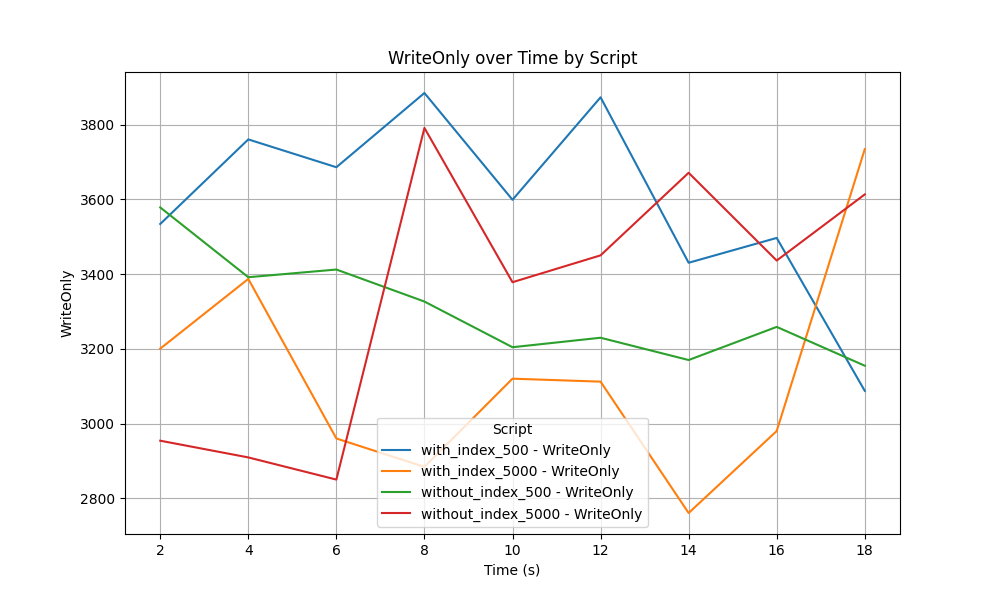 WriteOnly over Time by Script
WriteOnly
3800
3600
3400
3200
3000
2800
Script
with_index_500 - WriteOnly
with_index_5000 - WriteOnly
without_index_500 - WriteOnly
without_index_5000 - WriteOnly
2 4 6 8 10 12 14 16 18
Time (s)